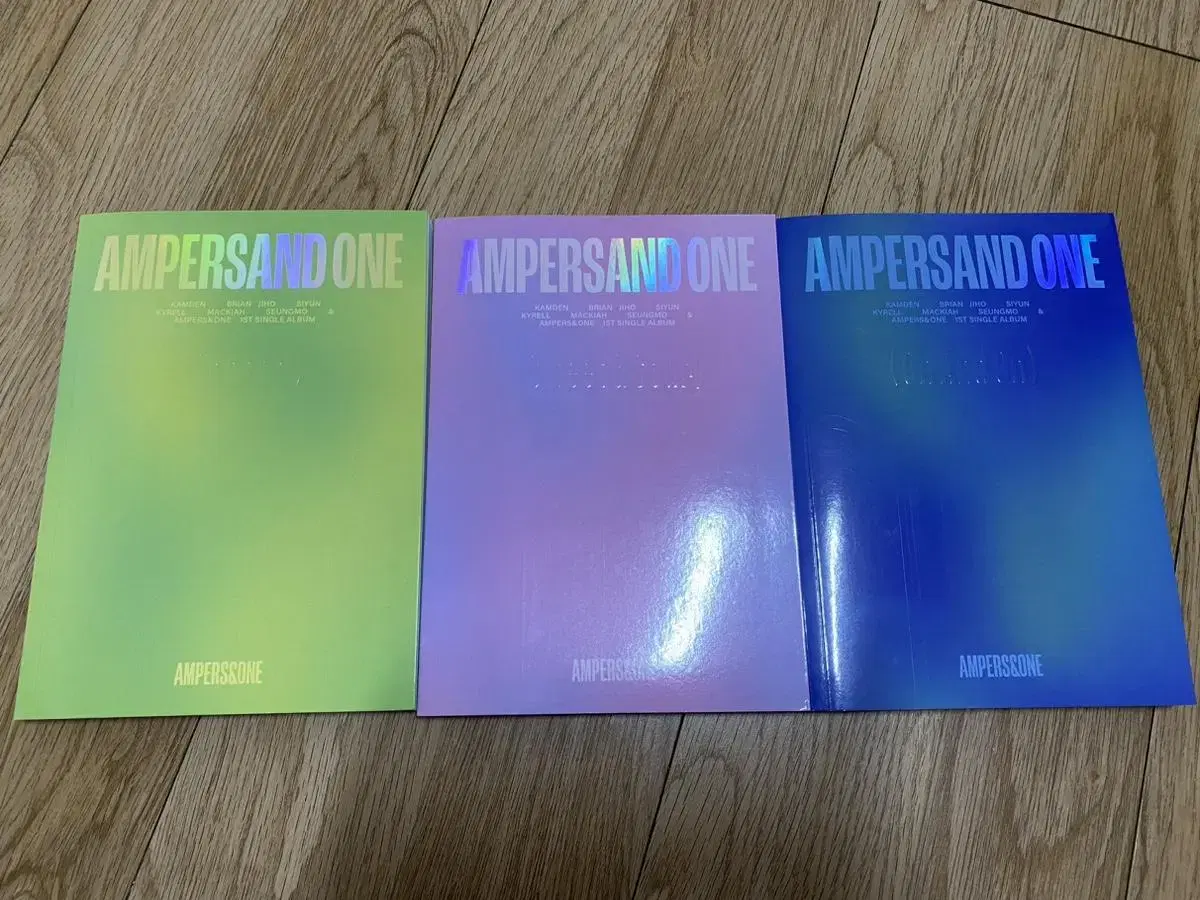 AMPERSAND ONE
KAMDEN BRIAN JIHO SIYUN
KYRELL MACKIAH SEUNGMO &
AMPERS&ONE 1ST SINGLE ALBUM
AMPERS&ONE
AMPERSAND ONE
KAMDEN BRIAN JIHO SIYUN
KYRELL MACKIAH SEUNGMO &
AMPERS&ONE 1ST SINGLE ALBUM
AMPERS&ONE
AMPERSAND ONE
KAMDEN BRIAN JIHO SIYUN
KYRELL MACKIAH SEUNGMO &
AMPERS&ONE 1ST SINGLE ALBUM
AMPERS&ONE